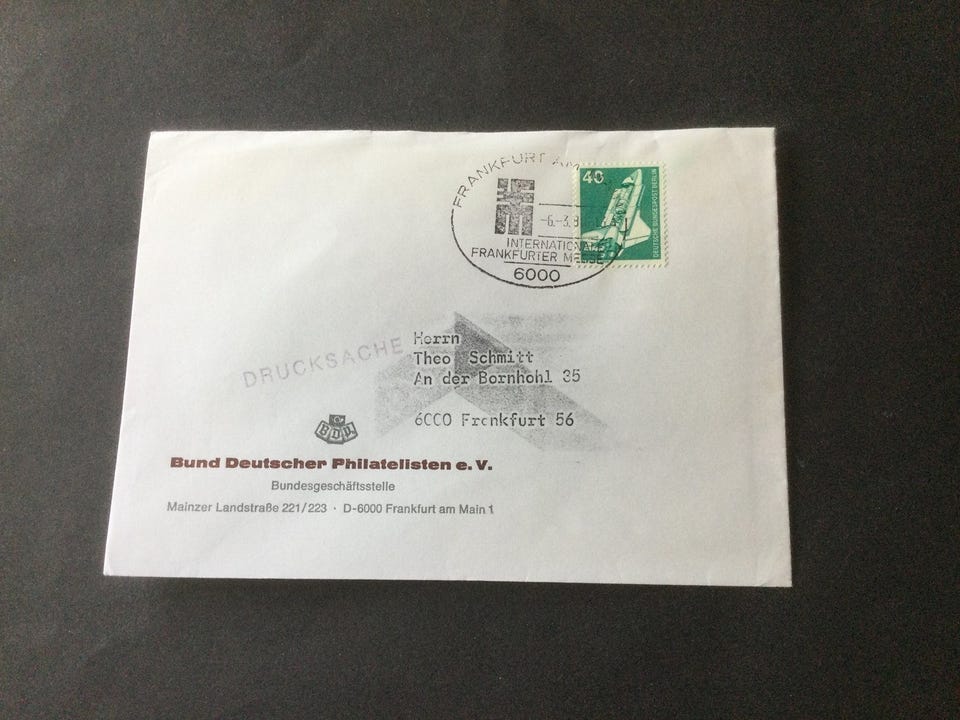 FRANKFURT AM
40
DEUTSCHE BUNDESPOST BERLIN
-6.-3.8
INTERNATIONALE
FRANKFURTER MESSE
6000
DRUCKSACHE
Herrn
Theo Schmitt
An der Bornhohl 35
6000 Frankfurt 56
BDPh
Bund Deutscher Philatelisten e. V.
Bundesgeschäftsstelle
Mainzer Landstraße 221/223 · D-6000 Frankfurt am Main 1